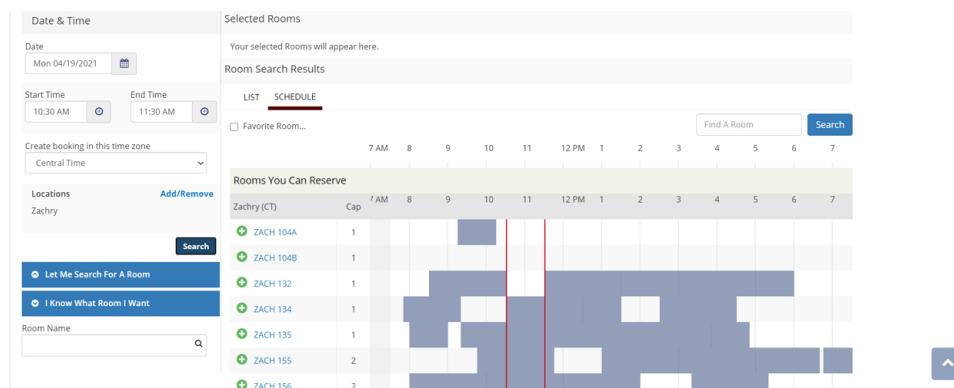 Date & Time
Date
Mon 04/19/2021
Start Time End Time
10:30 AM 11:30 AM
Create booking in this time zone
Central Time
Locations Add/Remove
Zachry
Search
Let Me Search For A Room
I Know What Room I Want
Room Name
Selected Rooms
Your selected Rooms will appear here.
Room Search Results
LIST SCHEDULE
Favorite Room...
Find A Room Search
7 AM 8 9 10 11 12 PM 1 2 3 4 5 6 7
Rooms You Can Reserve
Zachry (CT) Cap 7 AM 8 9 10 11 12 PM 1 2 3 4 5 6 7
ZACH 104A 1
ZACH 104B 1
ZACH 132 1
ZACH 134 1
ZACH 135 1
ZACH 155 2
ZACH 156 2